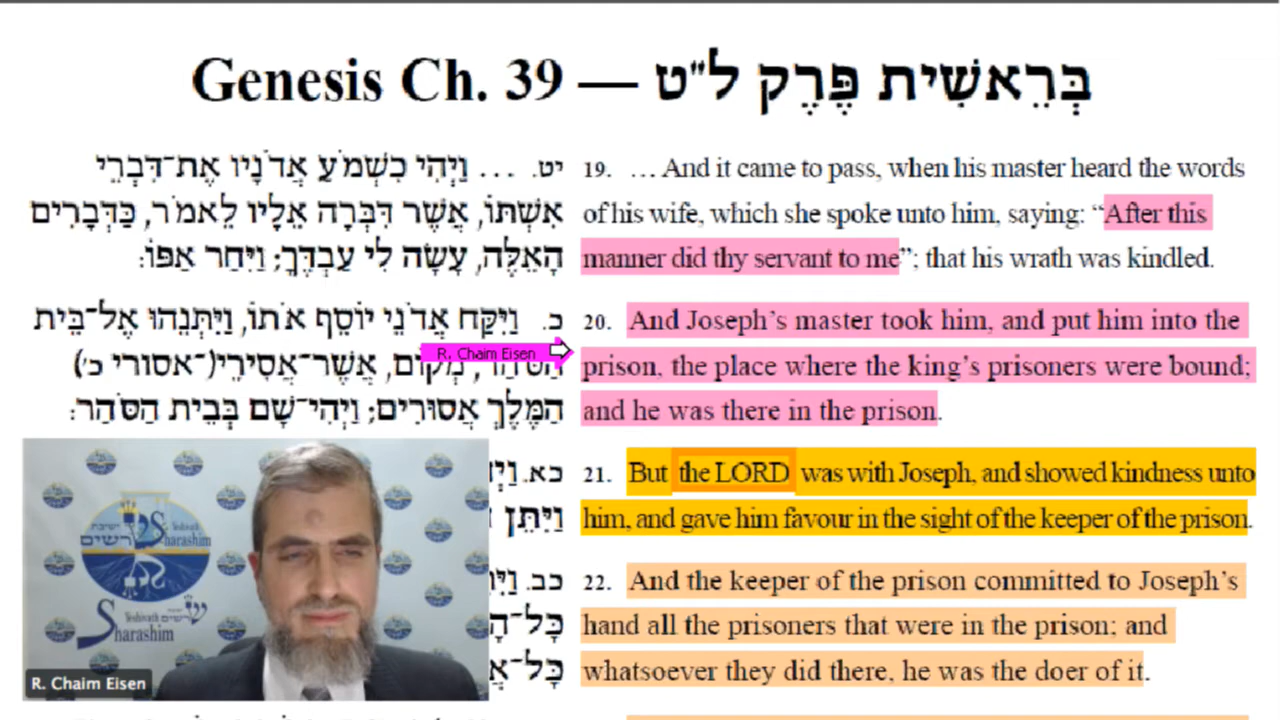 Genesis Ch. 39 — בְּרֵאשִׁית פֶּרֶק ל"ט
יט. ... וַיְהִי כִשְׁמֹעַ אֲדֹנָיו אֶת־דִּבְרֵי
אִשְׁתּוֹ, אֲשֶׁר דִּבְּרָה אֵלָיו לֵאמֹר, כַּדְּבָרִים
הָאֵלֶּה, עָשָׂה לִי עַבְדֶּךָ; וַיִּחַר אַפּוֹ:
19. ... And it came to pass, when his master heard the words
of his wife, which she spoke unto him, saying: “After this
manner did thy servant to me”; that his wrath was kindled.
כ. וַיִּקַּח אֲדֹנֵי יוֹסֵף אֹתוֹ, וַיִּתְּנֵהוּ אֶל־בֵּית
מְקוֹם, אֲשֶׁר־אֲסִירֵי(־אסורי כ׳)
הַמֶּלֶךְ אֲסוּרִים; וַיְהִי־שָׁם בְּבֵית הַסֹּהַר:
R. Chaim Eisen
20. And Joseph’s master took him, and put him into the
prison, the place where the king’s prisoners were bound;
and he was there in the prison.
כא.
וַיִּתֵּן
21. But the LORD was with Joseph, and showed kindness unto
him, and gave him favour in the sight of the keeper of the prison.
כב.
22. And the keeper of the prison committed to Joseph’s
hand all the prisoners that were in the prison; and
whatsoever they did there, he was the doer of it.
ישיבת שרשים
Yeshivath Sharashim
ישיבת שרשים
Yeshivath
Sharashim
R. Chaim Eisen